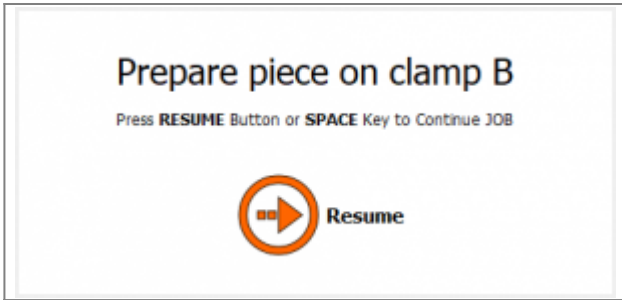 Prepare piece on clamp B
Press RESUME Button or SPACE Key to Continue JOB
Resume